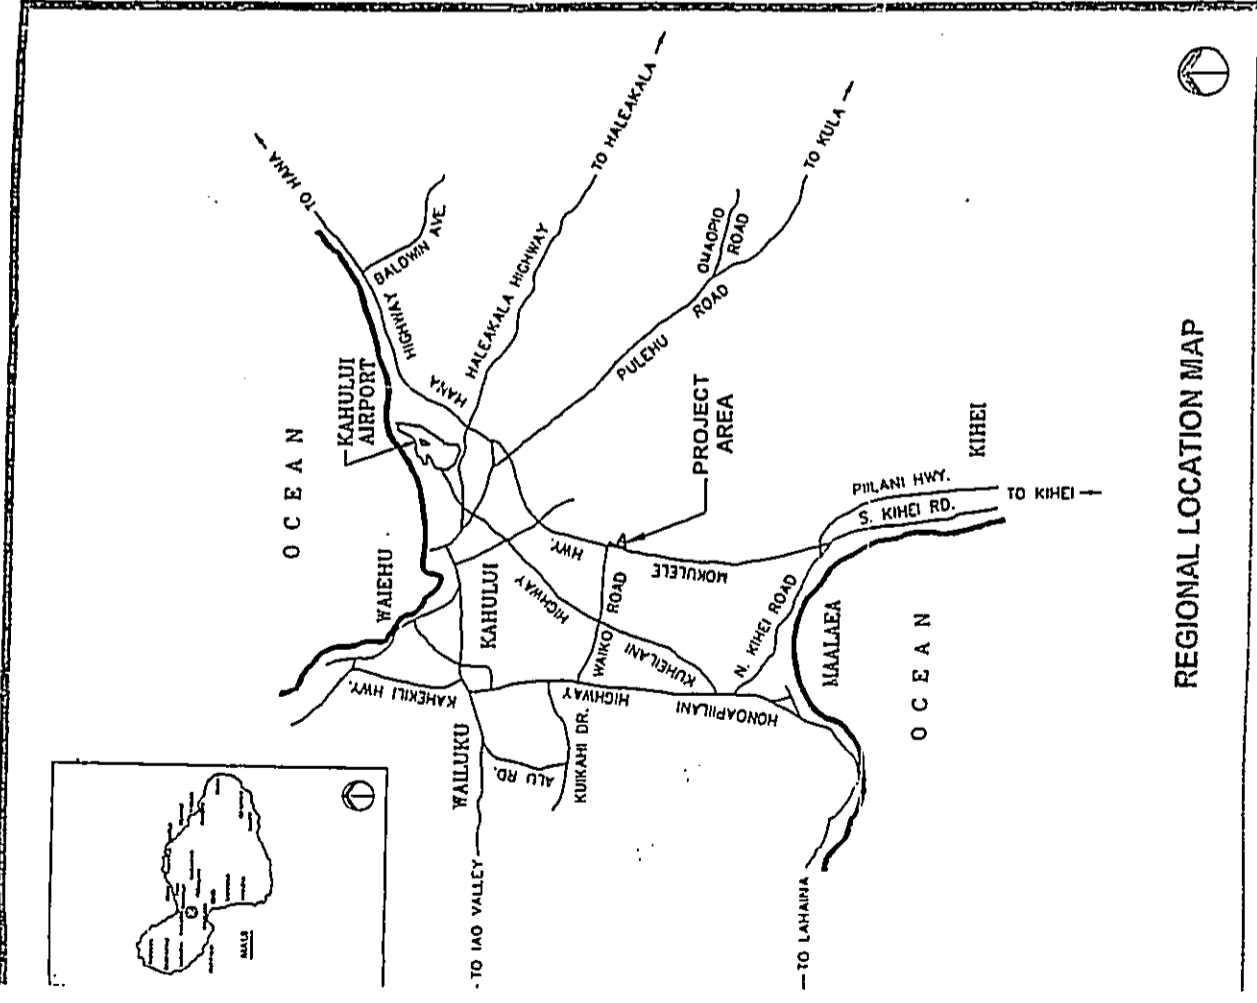 TO HANA
TO HALEAKALA
TO KULA
BALDWIN AVE.
HIGHWAY
HANA
HALEAKALA HIGHWAY
OMAOPIO
ROAD
PULEHU
ROAD
KAHULUI
AIRPORT
OCEAN
PROJECT
AREA
KIHEI
PIILANI HWY.
S. KIHEI RD.
TO KIHEI
WAIEHU
KAHULUI
HWY.
MOKULELE
HIGHWAY
KUHEILANI
WAIKO
ROAD
N. KIHEI ROAD
MAALAEA
OCEAN
KAHEKILI HWY.
HIGHWAY
HONOAPIILANI
WAILUKU
ALU RD.
KUIKAHI DR.
TO IAO VALLEY
TO LAHAINA
MAUI
REGIONAL LOCATION MAP